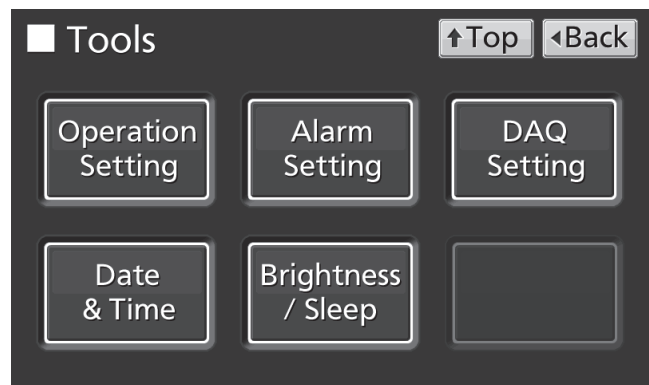 Tools
Top
Back
Operation
Setting
Alarm
Setting
DAQ
Setting
Date
& Time
Brightness
/ Sleep